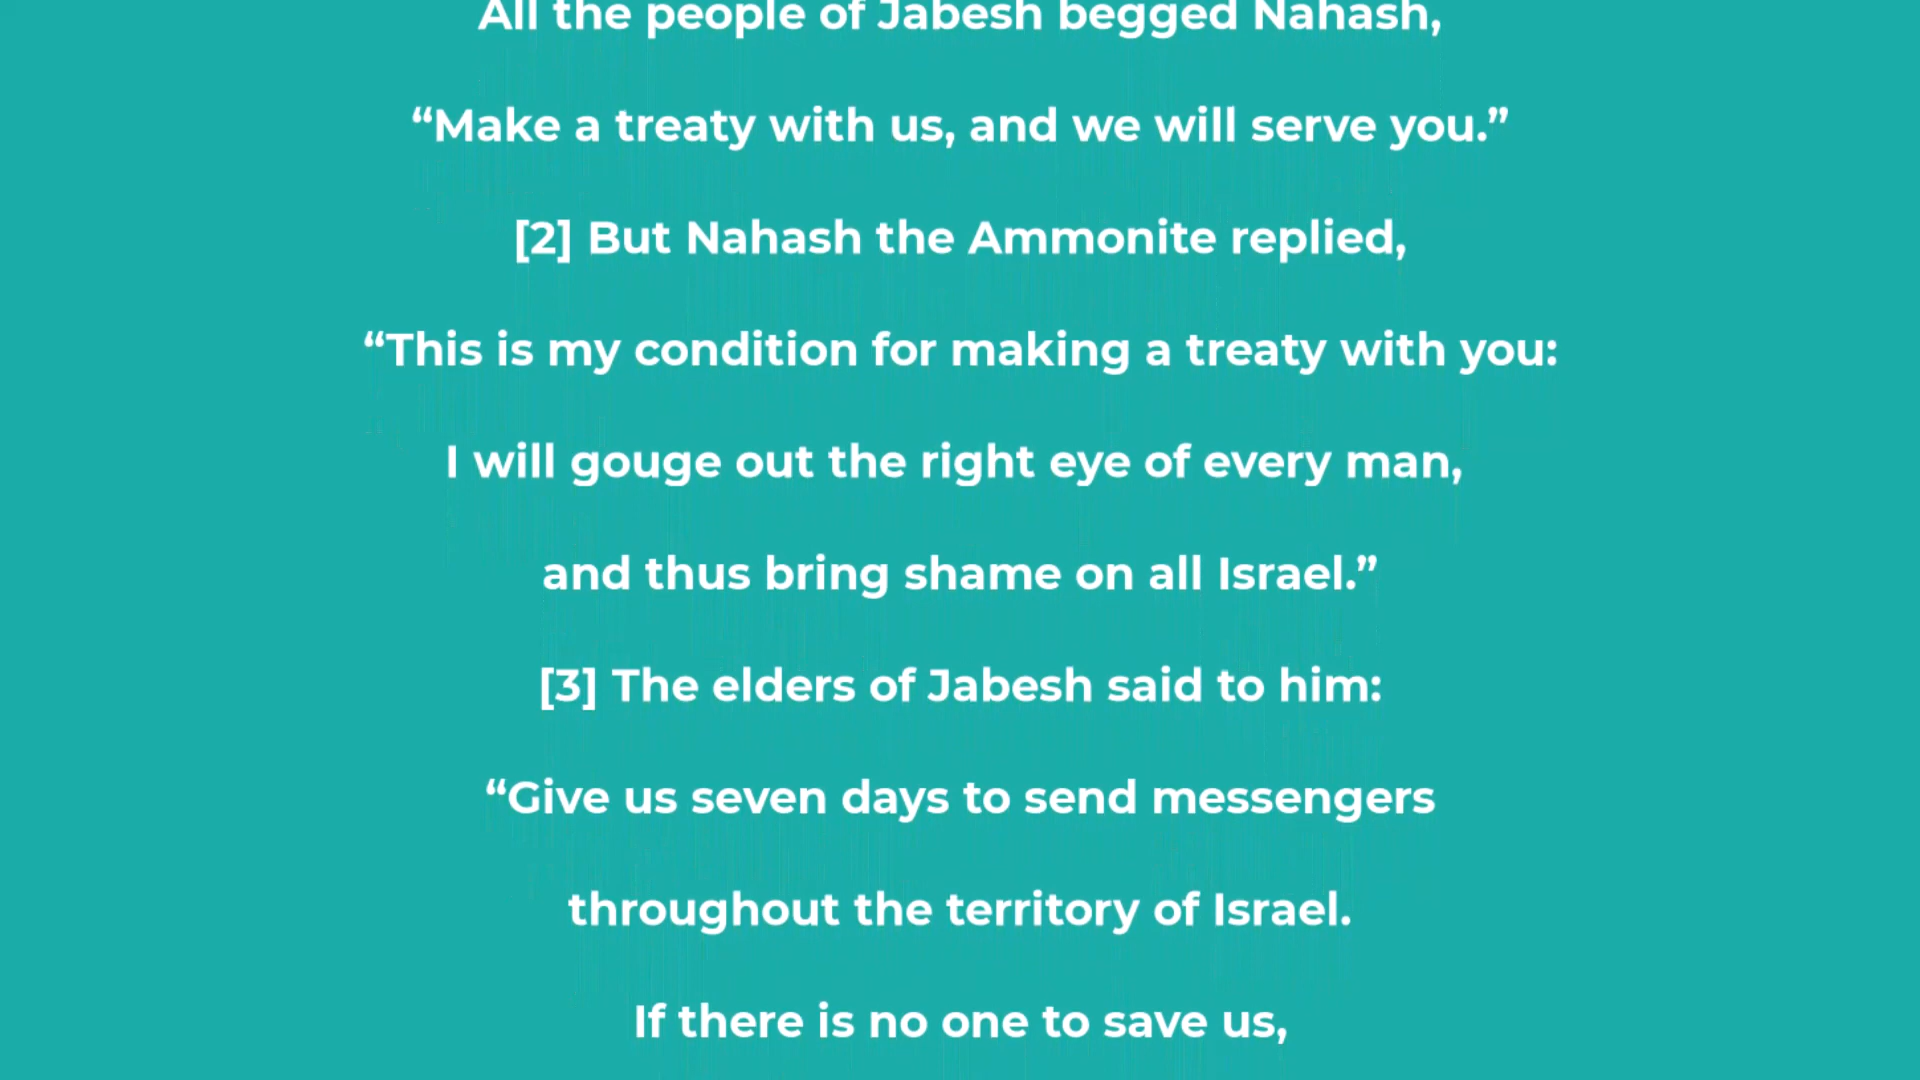 All the people of Jabesh begged Nahash,
“Make a treaty with us, and we will serve you.”
[2] But Nahash the Ammonite replied,
“This is my condition for making a treaty with you:
I will gouge out the right eye of every man,
and thus bring shame on all Israel.”
[3] The elders of Jabesh said to him:
“Give us seven days to send messengers
throughout the territory of Israel.
If there is no one to save us,